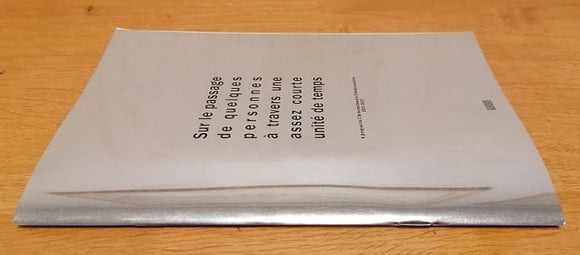 Sur le passage
de quelques
personnes
à travers une
assez courte
unité de temps